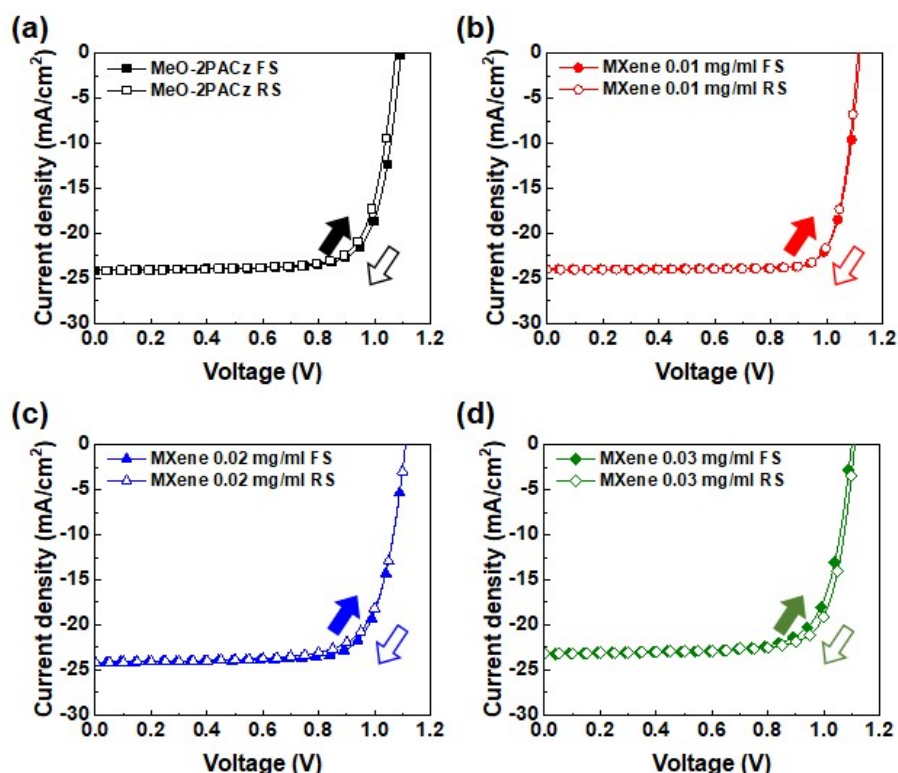 (a)
MeO-2PACz FS
MeO-2PACz RS
Current density (mA/cm²)
0
-5
-10
-15
-20
-25
-30
0.0 0.2 0.4 0.6 0.8 1.0 1.2
Voltage (V)
(b)
MXene 0.01 mg/ml FS
MXene 0.01 mg/ml RS
Current density (mA/cm²)
0
-5
-10
-15
-20
-25
-30
0.0 0.2 0.4 0.6 0.8 1.0 1.2
Voltage (V)
(c)
MXene 0.02 mg/ml FS
MXene 0.02 mg/ml RS
Current density (mA/cm²)
0
-5
-10
-15
-20
-25
-30
0.0 0.2 0.4 0.6 0.8 1.0 1.2
Voltage (V)
(d)
MXene 0.03 mg/ml FS
MXene 0.03 mg/ml RS
Current density (mA/cm²)
0
-5
-10
-15
-20
-25
-30
0.0 0.2 0.4 0.6 0.8 1.0 1.2
Voltage (V)